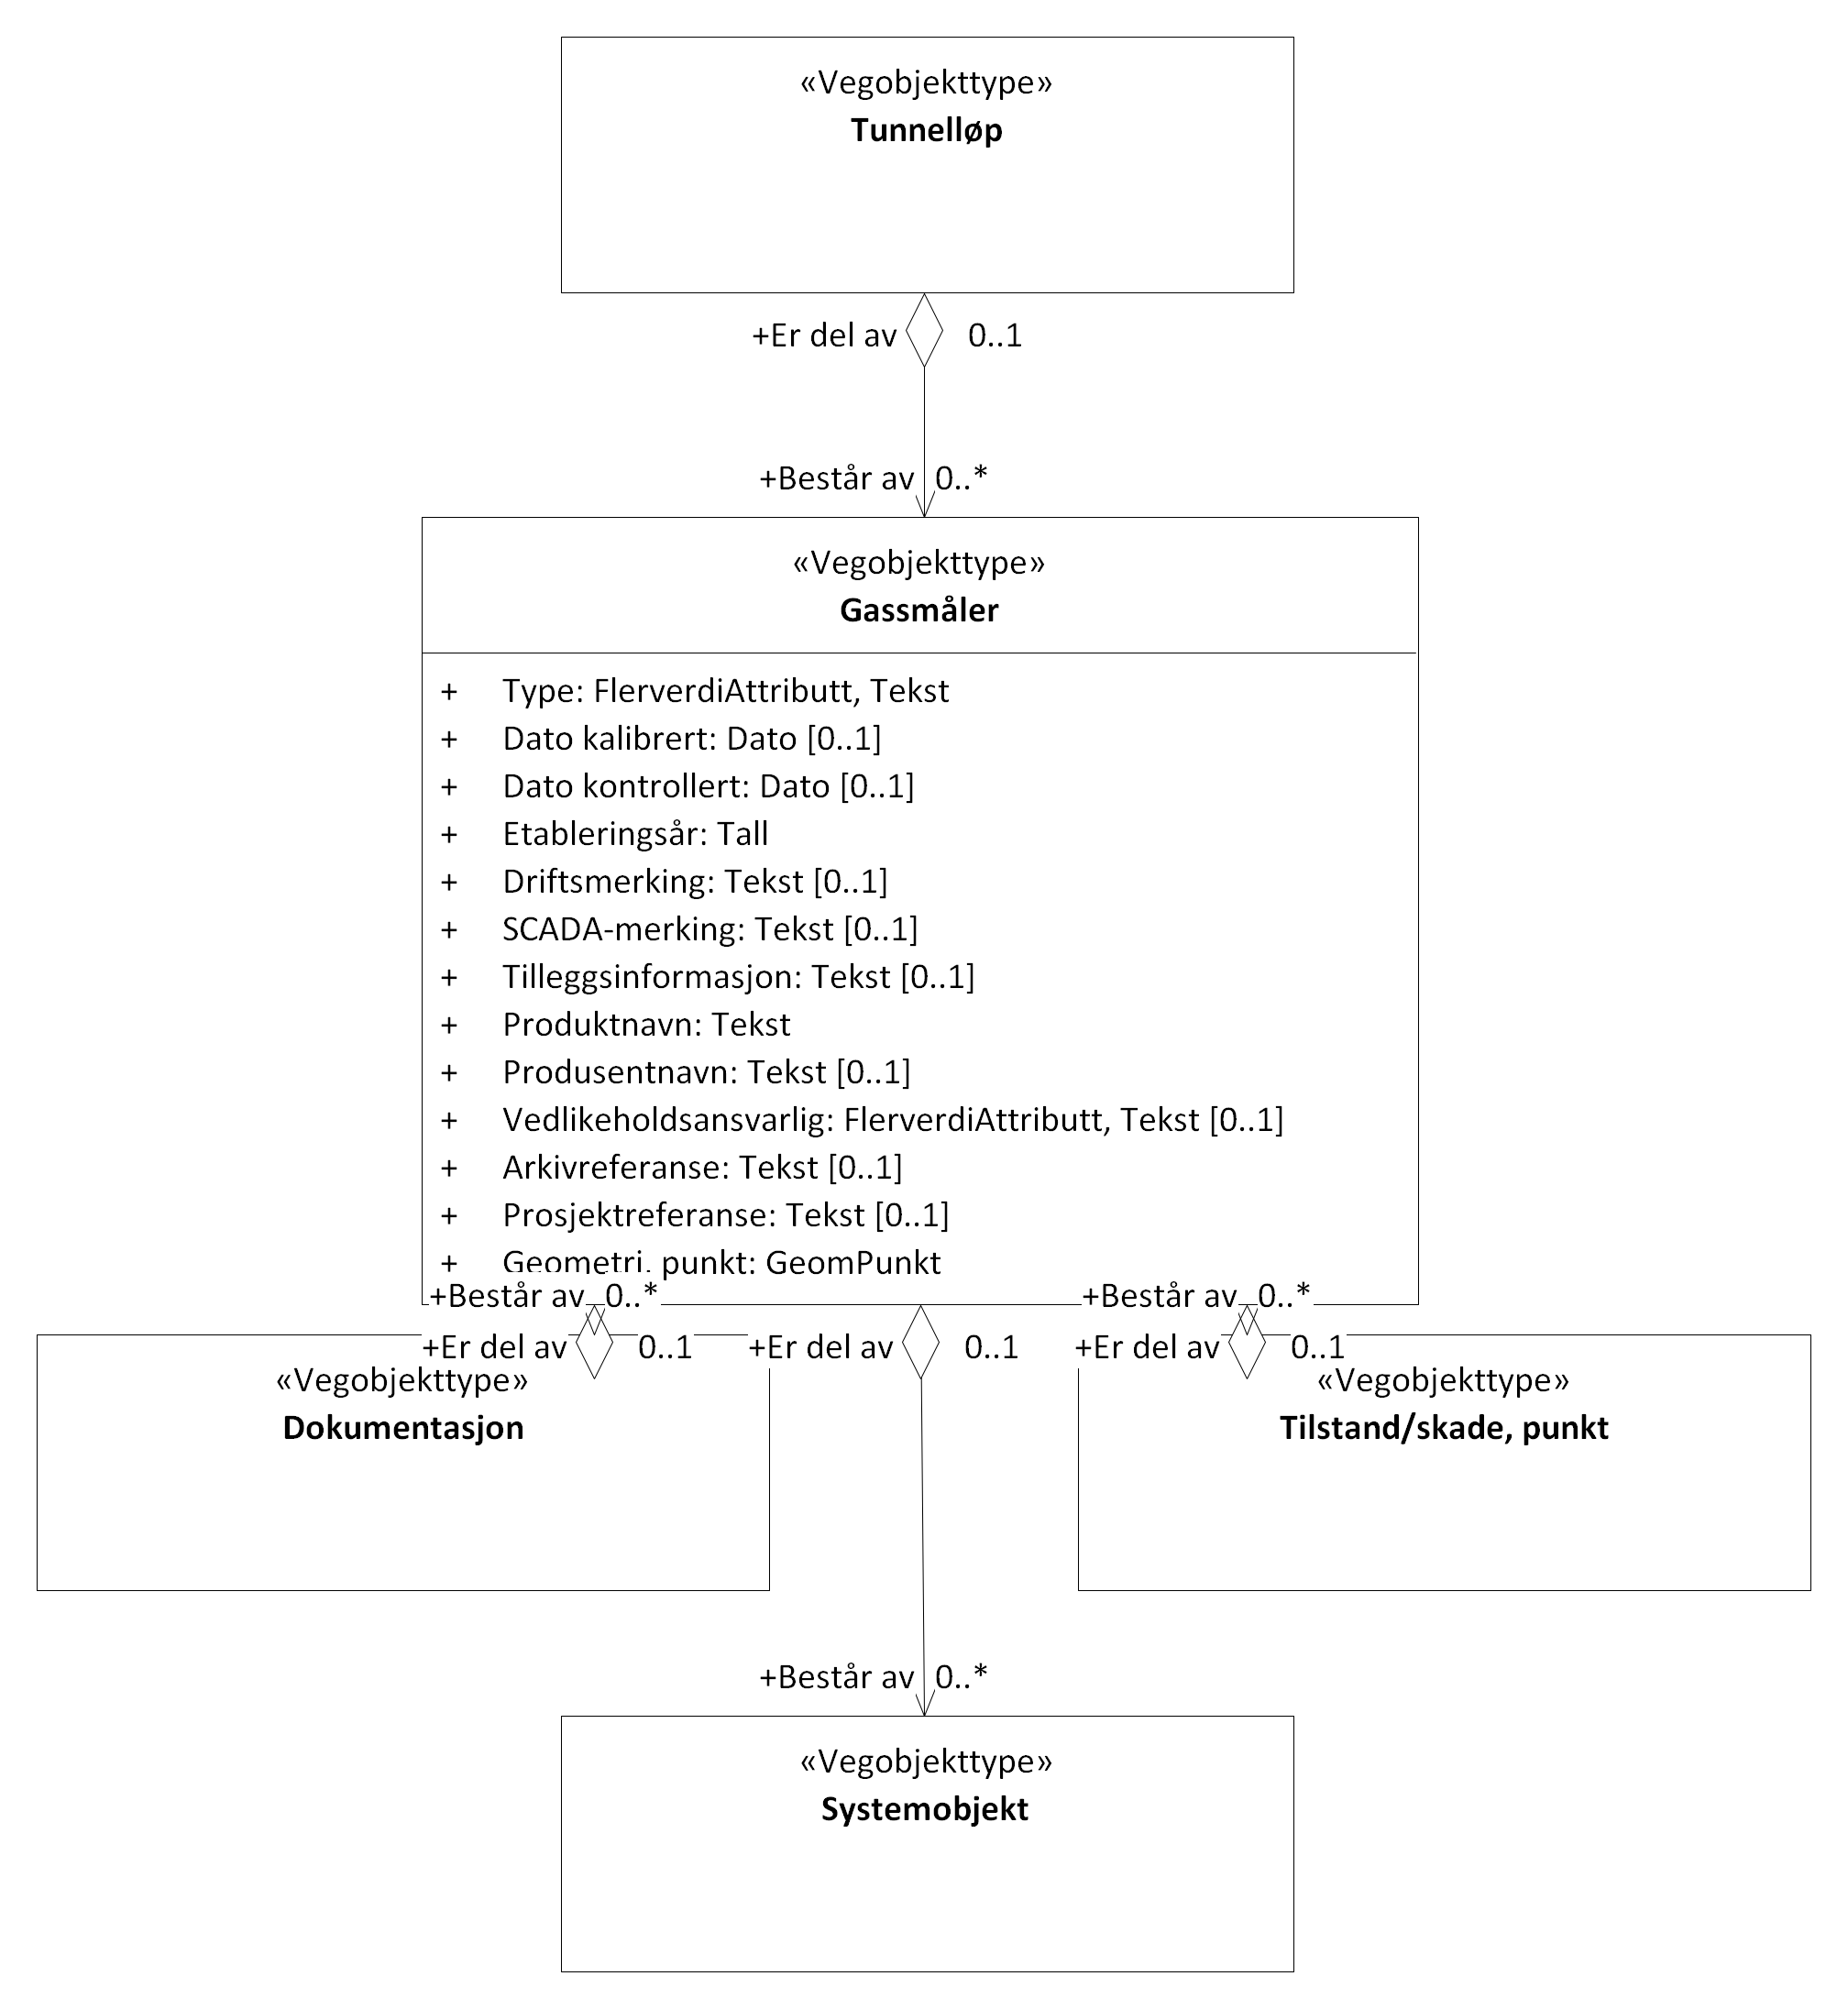 «Vegobjekttype»
Tunnelløp
+Er del av 0..1
+Består av 0..*
«Vegobjekttype»
Gassmåler
+ Type: FlerverdiAttributt, Tekst
+ Dato kalibrert: Dato [0..1]
+ Dato kontrollert: Dato [0..1]
+ Etableringsår: Tall
+ Driftsmerking: Tekst [0..1]
+ SCADA-merking: Tekst [0..1]
+ Tilleggsinformasjon: Tekst [0..1]
+ Produktnavn: Tekst
+ Produsentnavn: Tekst [0..1]
+ Vedlikeholdsansvarlig: FlerverdiAttributt, Tekst [0..1]
+ Arkivreferanse: Tekst [0..1]
+ Prosjektreferanse: Tekst [0..1]
+ Geometri, punkt: GeomPunkt
+Består av 0..* +Består av 0..*
+Er del av 0..1 +Er del av 0..1 +Er del av 0..1
«Vegobjekttype»
Dokumentasjon
«Vegobjekttype»
Tilstand/skade, punkt
+Består av 0..*
«Vegobjekttype»
Systemobjekt